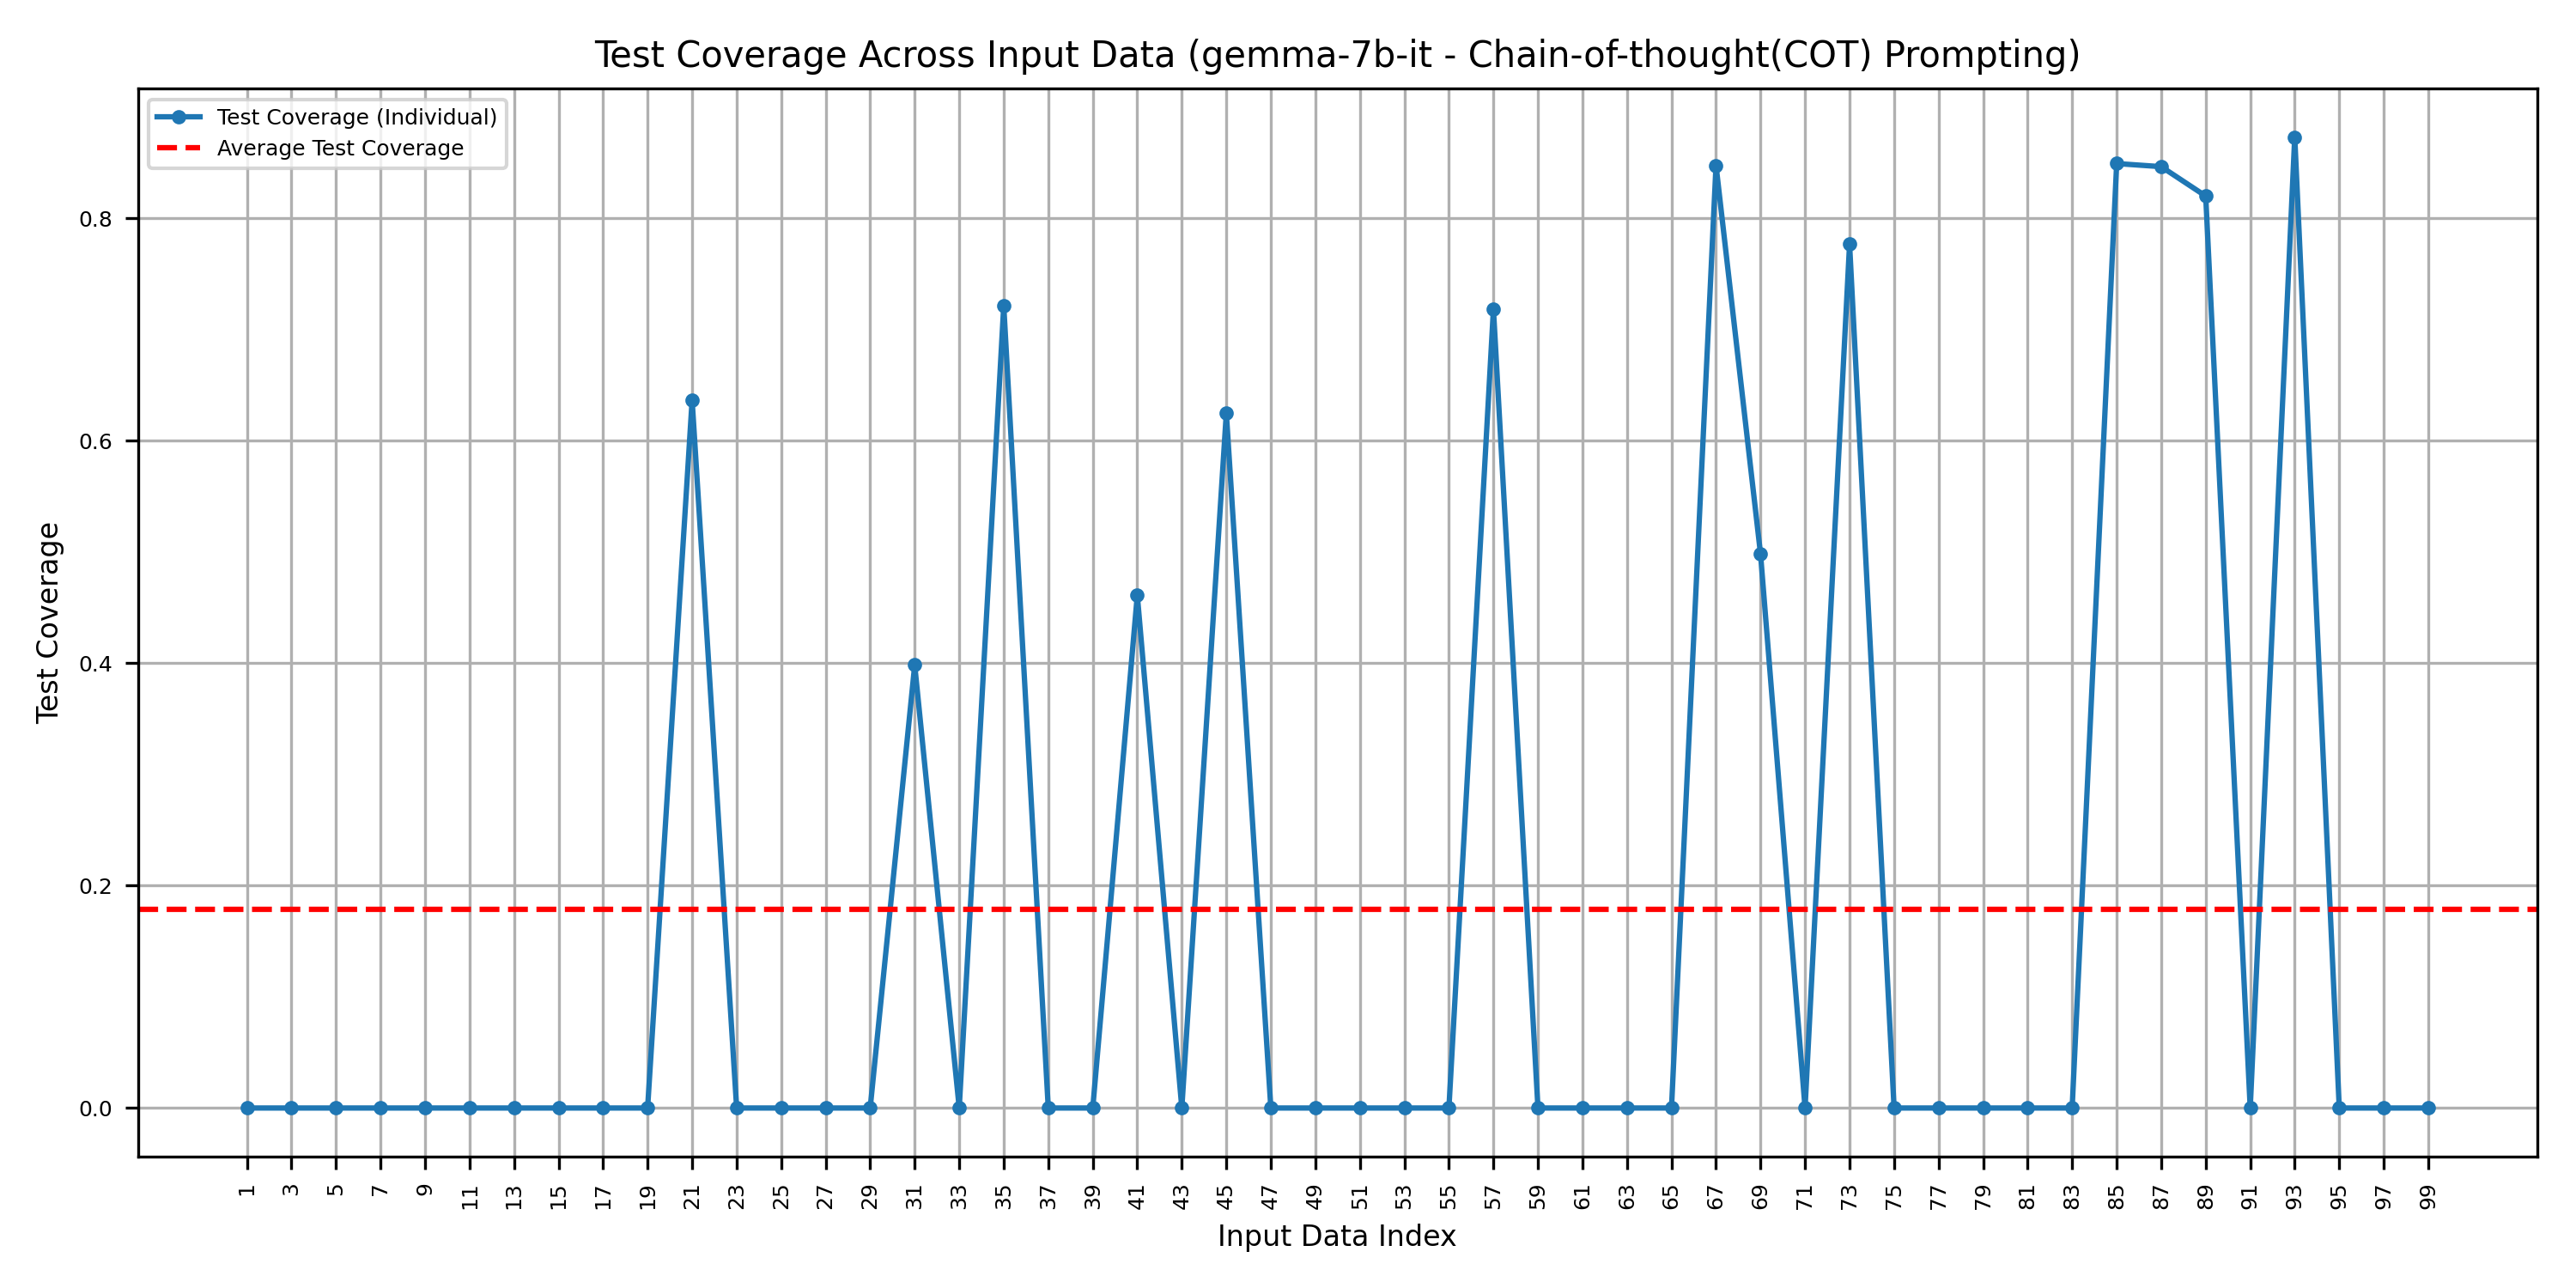 Test Coverage Across Input Data (gemma-7b-it - Chain-of-thought(COT) Prompting)
Test Coverage (Individual)
Average Test Coverage
Test Coverage
0.8
0.6
0.4
0.2
0.0
1 3 5 7 9 11 13 15 17 19 21 23 25 27 29 31 33 35 37 39 41 43 45 47 49 51 53 55 57 59 61 63 65 67 69 71 73 75 77 79 81 83 85 87 89 91 93 95 97 99
Input Data Index